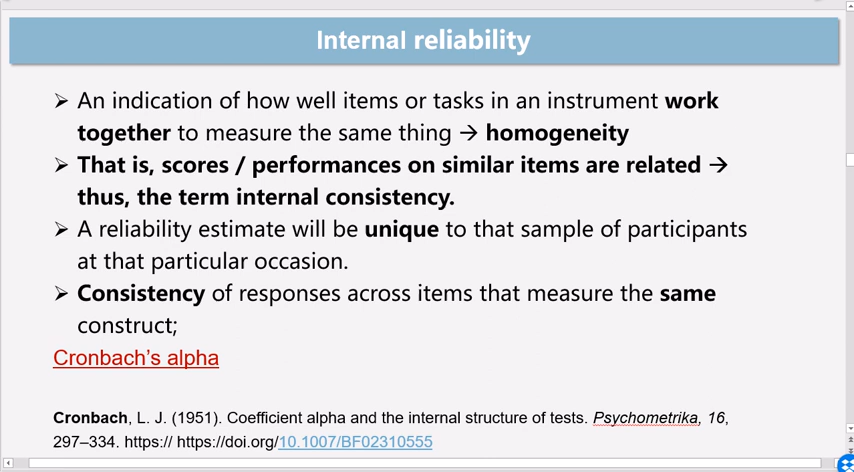 Internal reliability
➢ An indication of how well items or tasks in an instrument work
together to measure the same thing → homogeneity
➢ That is, scores / performances on similar items are related →
thus, the term internal consistency.
➢ A reliability estimate will be unique to that sample of participants
at that particular occasion.
➢ Consistency of responses across items that measure the same
construct;
Cronbach’s alpha
Cronbach, L. J. (1951). Coefficient alpha and the internal structure of tests. Psychometrika, 16,
297–334. https:// https://doi.org/10.1007/BF02310555